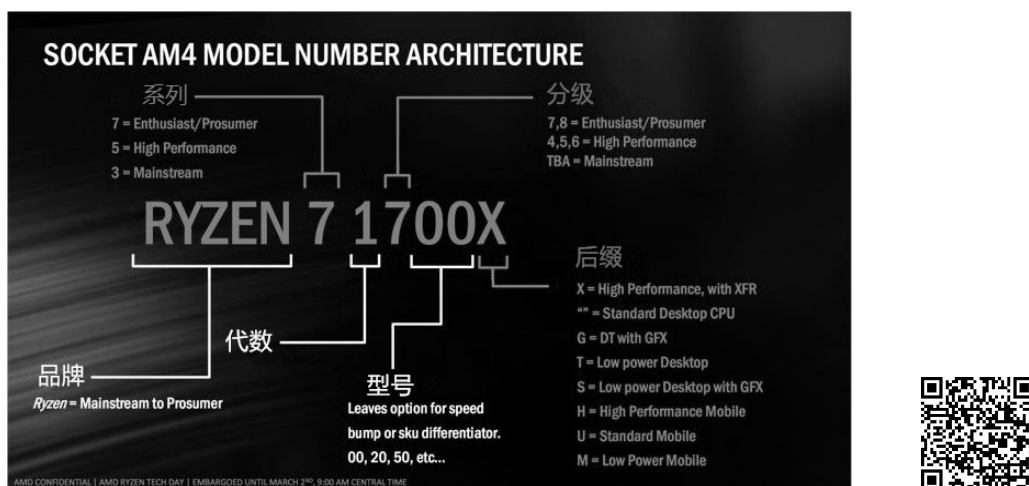 SOCKET AM4 MODEL NUMBER ARCHITECTURE
系列
7 = Enthusiast/Prosumer
5 = High Performance
3 = Mainstream
分级
7,8 = Enthusiast/Prosumer
4,5,6 = High Performance
TBA = Mainstream
RYZEN 7 1700X
后缀
X = High Performance, with XFR
“” = Standard Desktop CPU
G = DT with GFX
T = Low power Desktop
S = Low power Desktop with GFX
H = High Performance Mobile
U = Standard Mobile
M = Low Power Mobile
代数
品牌
Ryzen = Mainstream to Prosumer
型号
Leaves option for speed
bump or sku differentiator.
00, 20, 50, etc...
AMD CONFIDENTIAL | AMD RYZEN TECH DAY | EMBARGOED UNTIL MARCH 2ND, 9:00 AM CENTRAL TIME